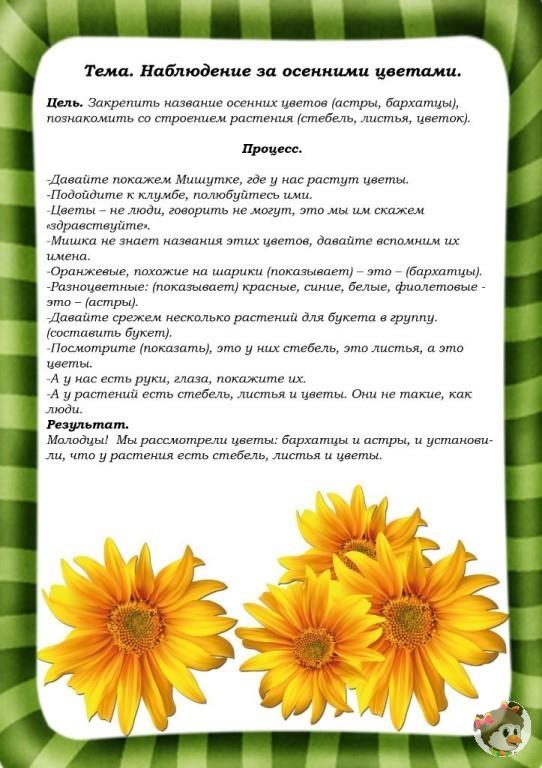 Тема. Наблюдение за осенними цветами.
Цель. Закрепить название осенних цветов (астры, бархатцы),
познакомить со строением растения (стебель, листья, цветок).
Процесс.
-Давайте покажем Мишутке, где у нас растут цветы.
-Подойдите к клумбе, полюбуйтесь ими.
-Цветы – не люди, говорить не могут, это мы им скажем
«здравствуйте».
-Мишка не знает названия этих цветов, давайте вспомним их
имена.
-Оранжевые, похожие на шарики (показывает) – это – (бархатцы).
-Разноцветные: (показывает) красные, синие, белые, фиолетовые -
это – (астры).
-Давайте срежем несколько растений для букета в группу.
(составить букет).
-Посмотрите (показать), это у них стебель, это листья, а это
цветы.
-А у нас есть руки, глаза, покажите их.
-А у растений есть стебель, листья и цветы. Они не такие, как
люди.
Результат.
Молодцы! Мы рассмотрели цветы: бархатцы и астры, и установи-
ли, что у растения есть стебель, листья и цветы.